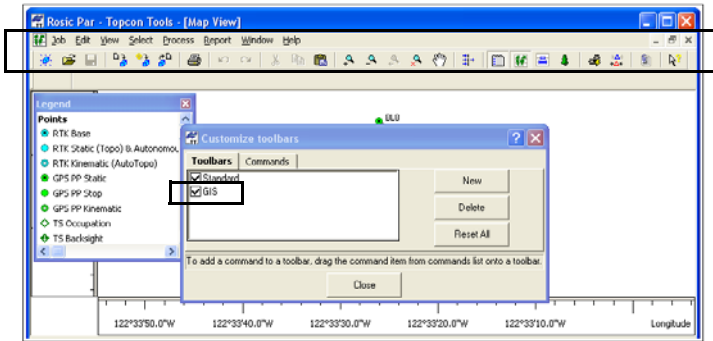 Rosic Par - Topcon Tools - [Map View]
Job Edit View Select Process Report Window Help
Legend
Points
RTK Base
RTK Static (Topo) & Autonomou
RTK Kinematic (AutoTopo)
GPS PP Static
GPS PP Stop
GPS PP Kinematic
TS Occupation
TS Backsight
BLU
Customize toolbars
Toolbars Commands
Standard
GIS
New
Delete
Reset All
To add a command to a toolbar, drag the command item from commands list onto a toolbar.
Close
122°33'50.0"W 122°33'40.0"W 122°33'30.0"W 122°33'20.0"W 122°33'10.0"W Longitude